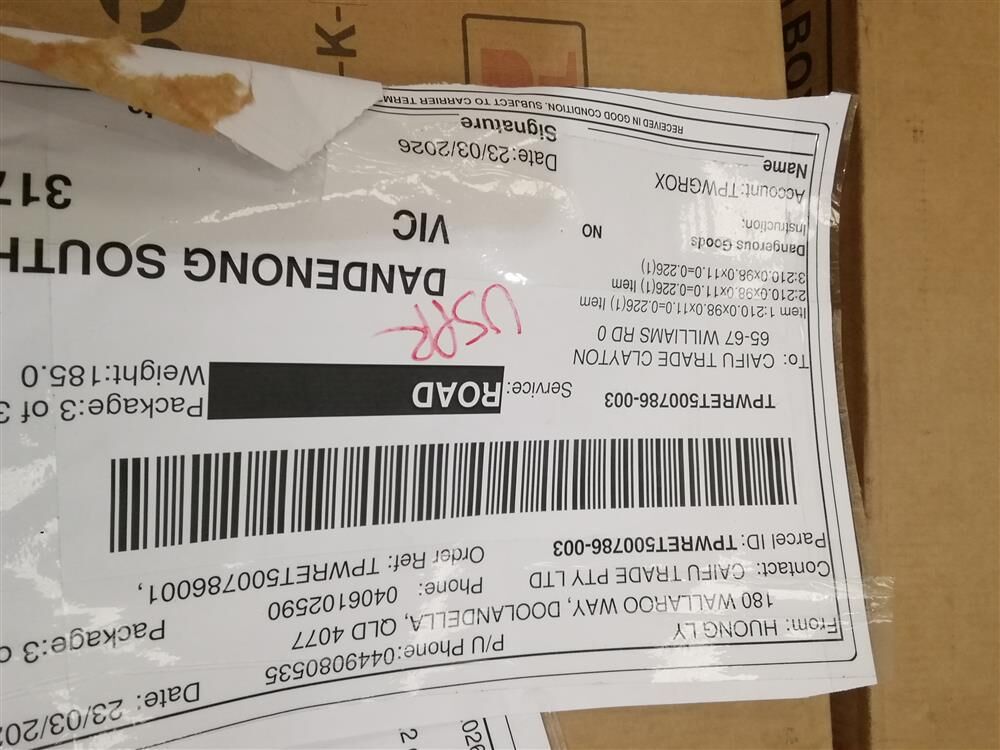 Date: 23/03/202
From: HUONG LY
P/U Phone:0449080535
180 WALLAROO WAY, DOOLANDELLA, QLD 4077
Package:3 o
Contact: CAIFU TRADE PTY LTD
Phone: 0406102590
Parcel ID: TPWRET500786-003
Order Ref: TPWRET500786001,
TPWRET500786-003
Service: ROAD
Package:3 of 3
Weight:185.0
To: CAIFU TRADE CLAYTON
65-67 WILLIAMS RD 0
USRR
Item 1:210.0x98.0x11.0=0.226(1) Item
2:210.0x98.0x11.0=0.226(1) Item
3:210.0x98.0x11.0=0.226(1)
DANDENONG SOUTH
Dangerous Goods
Instruction:
NO
VIC
317
Account:TPWGROX
Name
Date:23/03/2026
Signature
RECEIVED IN GOOD CONDITION. SUBJECT TO CARRIER TERM
-K-
BO
026
2